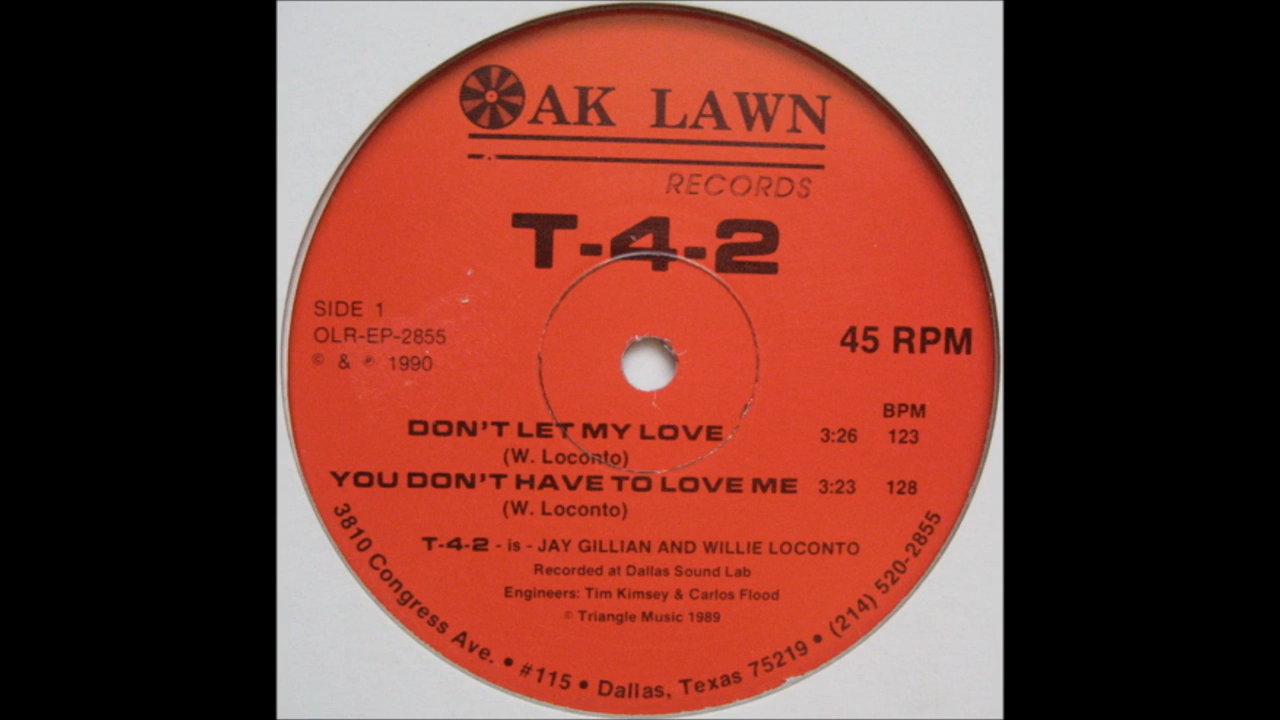 OAK LAWN
RECORDS
T-4-2
SIDE 1
OLR-EP-2855
© & ℗ 1990
45 RPM
BPM
DON'T LET MY LOVE 3:26 123
(W. Loconto)
YOU DON'T HAVE TO LOVE ME 3:23 128
(W. Loconto)
T-4-2 - is - JAY GILLIAN AND WILLIE LOCONTO
Recorded at Dallas Sound Lab
Engineers: Tim Kimsey & Carlos Flood
© Triangle Music 1989
3810 Congress Ave. • #115 • Dallas, Texas 75219 • (214) 520-2855